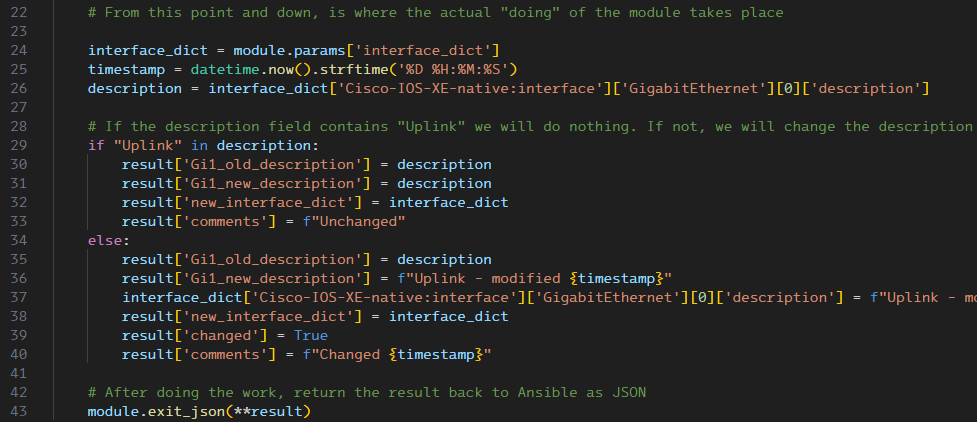 22 # From this point and down, is where the actual "doing" of the module takes place
23
24 interface_dict = module.params['interface_dict']
25 timestamp = datetime.now().strftime('%D %H:%M:%S')
26 description = interface_dict['Cisco-IOS-XE-native:interface']['GigabitEthernet'][0]['description']
27
28 # If the description field contains "Uplink" we will do nothing. If not, we will change the description
29 if "Uplink" in description:
30     result['Gi1_old_description'] = description
31     result['Gi1_new_description'] = description
32     result['new_interface_dict'] = interface_dict
33     result['comments'] = f"Unchanged"
34 else:
35     result['Gi1_old_description'] = description
36     result['Gi1_new_description'] = f"Uplink - modified {timestamp}"
37     interface_dict['Cisco-IOS-XE-native:interface']['GigabitEthernet'][0]['description'] = f"Uplink -
38     result['new_interface_dict'] = interface_dict
39     result['changed'] = True
40     result['comments'] = f"Changed {timestamp}"
41
42 # After doing the work, return the result back to Ansible as JSON
43 module.exit_json(**result)